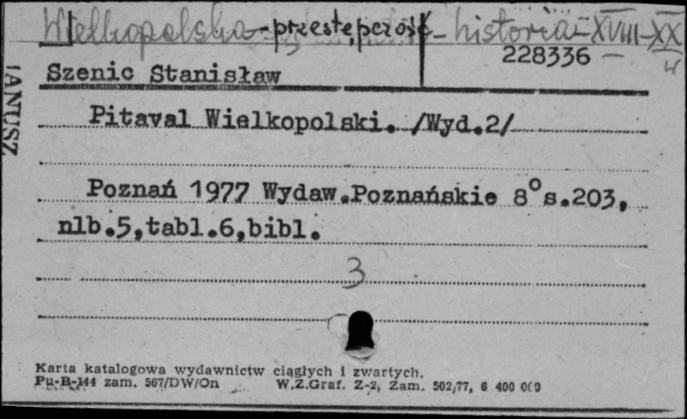 Wielkopolska - przestępczość - historia - XVIII-XX w
228336
Szenic Stanisław
JANUSZ
Pitaval Wielkopolski. /Wyd.2/
Poznań 1977 Wydaw.Poznańskie 8° s.203,
nlb.5,tabl.6,bibl.
3
Karta katalogowa wydawnictw ciągłych i zwartych.
Pu-B-144 zam. 567/DW/On W.Z.Graf. Z-2, Zam. 502,77, 6 400 000